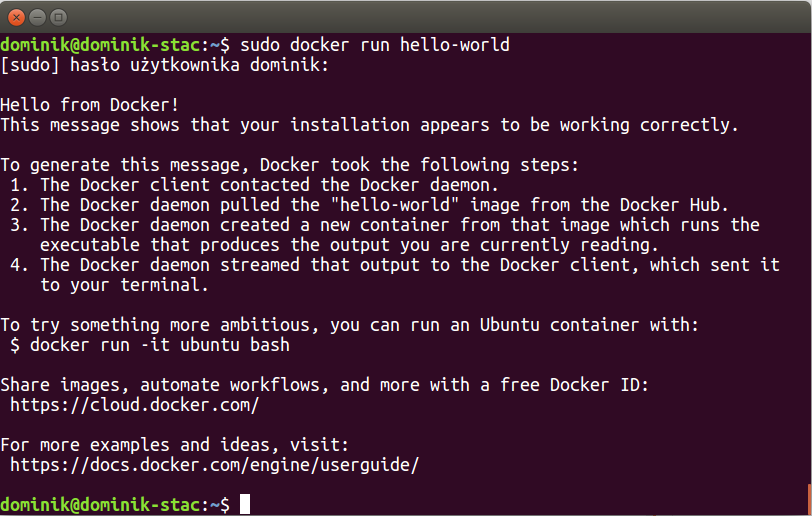 dominik@dominik-stac:~$ sudo docker run hello-world
[sudo] hasło użytkownika dominik:

Hello from Docker!
This message shows that your installation appears to be working correctly.

To generate this message, Docker took the following steps:
 1. The Docker client contacted the Docker daemon.
 2. The Docker daemon pulled the "hello-world" image from the Docker Hub.
 3. The Docker daemon created a new container from that image which runs the
    executable that produces the output you are currently reading.
 4. The Docker daemon streamed that output to the Docker client, which sent it
    to your terminal.

To try something more ambitious, you can run an Ubuntu container with:
 $ docker run -it ubuntu bash

Share images, automate workflows, and more with a free Docker ID:
 https://cloud.docker.com/

For more examples and ideas, visit:
 https://docs.docker.com/engine/userguide/

dominik@dominik-stac:~$